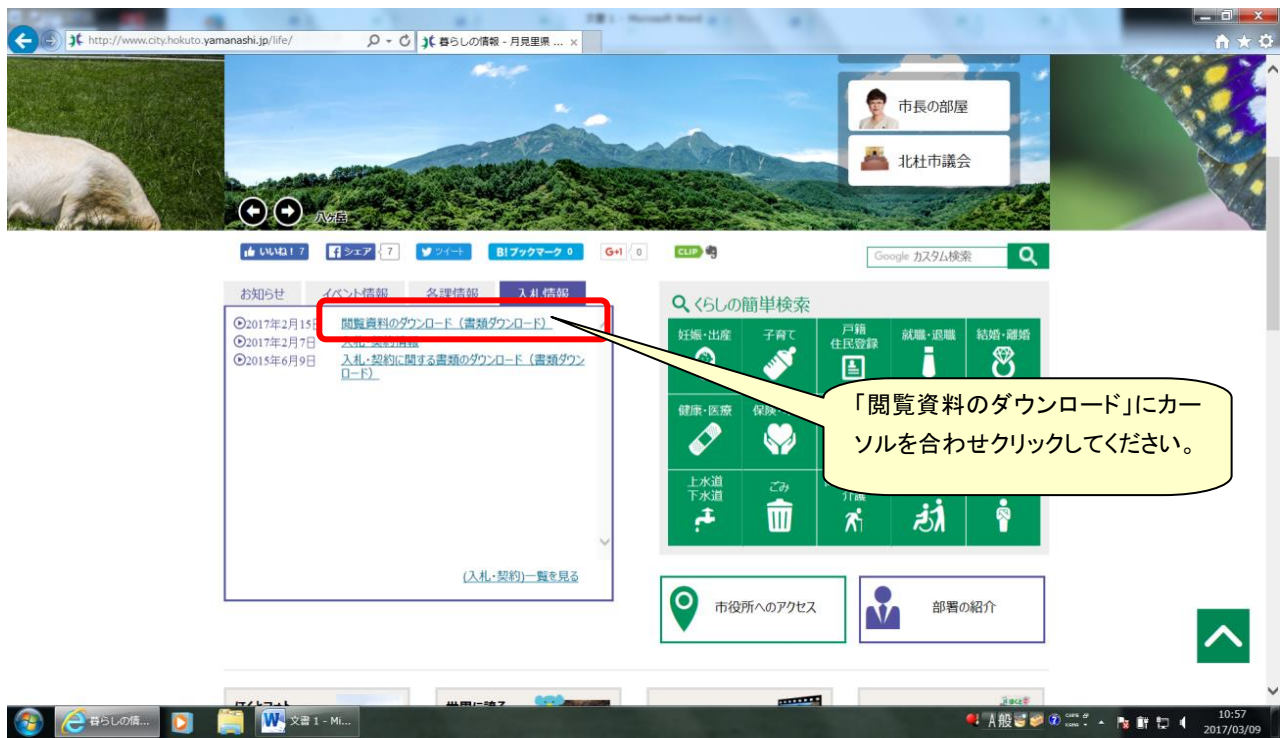 文書 1 - Microsoft Word
http://www.city.hokuto.yamanashi.jp/life/
暮らしの情報 - 月見里県 ...
市長の部屋
北杜市議会
八ヶ岳
いいね！ 7
シェア 7
ツイート
B!ブックマーク 0
G+1 0
CLIP
Google カスタム検索
お知らせ
イベント情報
各課情報
入札情報
2017年2月15日 閲覧資料のダウンロード（書類ダウンロード）
2017年2月7日 入札・契約情報
2015年6月9日 入札・契約に関する書類のダウンロード（書類ダウン
ロード）
(入札・契約)一覧を見る
くらしの簡単検索
妊娠・出産
子育て
戸籍
住民登録
就職・退職
結婚・離婚
健康・医療
保険・
上水道
下水道
ごみ
介護
「閲覧資料のダウンロード」にカー
ソルを合わせクリックしてください。
市役所へのアクセス
部署の紹介
暮らしの情...
文書 1 - Mi...
A 般
10:57
2017/03/09